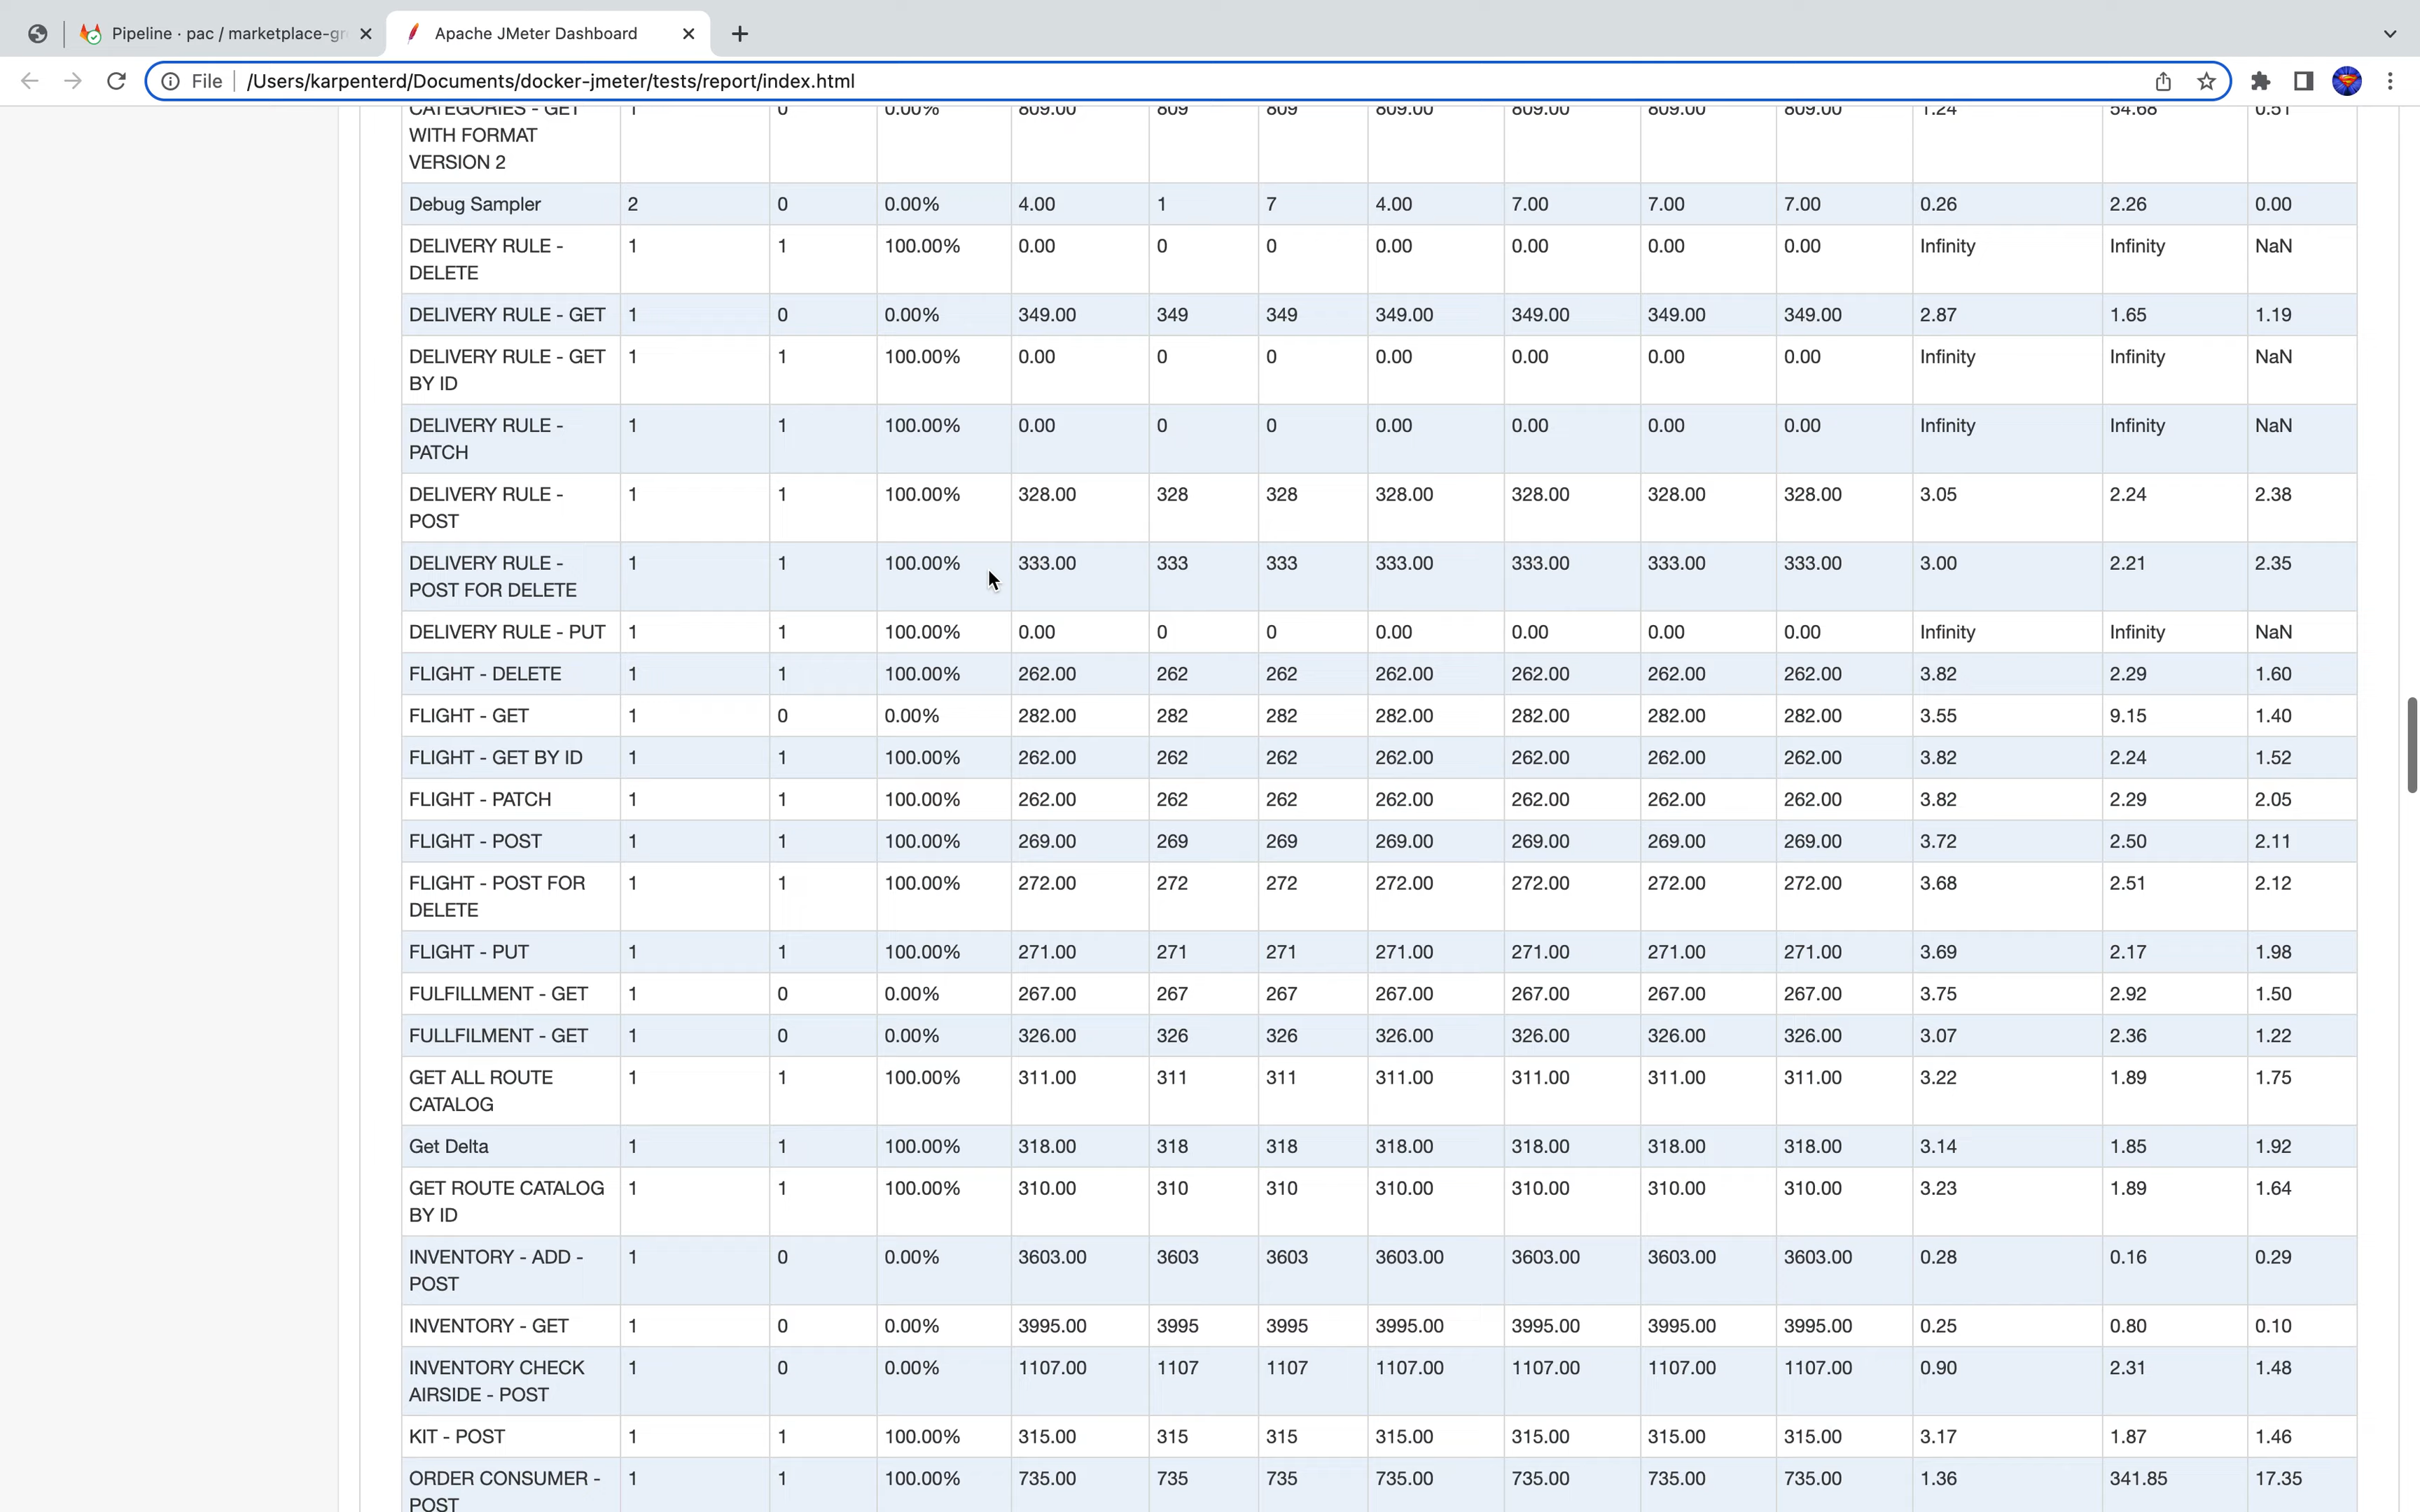 Pipeline · pac / marketplace-gr
Apache JMeter Dashboard
File /Users/karpenterd/Documents/docker-jmeter/tests/report/index.html
CATEGORIES - GET 1 0 0.00% 809.00 809 809 809.00 809.00 809.00 809.00 1.24 54.68 0.51
WITH FORMAT
VERSION 2
Debug Sampler 2 0 0.00% 4.00 1 7 4.00 7.00 7.00 7.00 0.26 2.26 0.00
DELIVERY RULE - 1 1 100.00% 0.00 0 0 0.00 0.00 0.00 0.00 Infinity Infinity NaN
DELETE
DELIVERY RULE - GET 1 0 0.00% 349.00 349 349 349.00 349.00 349.00 349.00 2.87 1.65 1.19
DELIVERY RULE - GET 1 1 100.00% 0.00 0 0 0.00 0.00 0.00 0.00 Infinity Infinity NaN
BY ID
DELIVERY RULE - 1 1 100.00% 0.00 0 0 0.00 0.00 0.00 0.00 Infinity Infinity NaN
PATCH
DELIVERY RULE - 1 1 100.00% 328.00 328 328 328.00 328.00 328.00 328.00 3.05 2.24 2.38
POST
DELIVERY RULE - 1 1 100.00% 333.00 333 333 333.00 333.00 333.00 333.00 3.00 2.21 2.35
POST FOR DELETE
DELIVERY RULE - PUT 1 1 100.00% 0.00 0 0 0.00 0.00 0.00 0.00 Infinity Infinity NaN
FLIGHT - DELETE 1 1 100.00% 262.00 262 262 262.00 262.00 262.00 262.00 3.82 2.29 1.60
FLIGHT - GET 1 0 0.00% 282.00 282 282 282.00 282.00 282.00 282.00 3.55 9.15 1.40
FLIGHT - GET BY ID 1 1 100.00% 262.00 262 262 262.00 262.00 262.00 262.00 3.82 2.24 1.52
FLIGHT - PATCH 1 1 100.00% 262.00 262 262 262.00 262.00 262.00 262.00 3.82 2.29 2.05
FLIGHT - POST 1 1 100.00% 269.00 269 269 269.00 269.00 269.00 269.00 3.72 2.50 2.11
FLIGHT - POST FOR 1 1 100.00% 272.00 272 272 272.00 272.00 272.00 272.00 3.68 2.51 2.12
DELETE
FLIGHT - PUT 1 1 100.00% 271.00 271 271 271.00 271.00 271.00 271.00 3.69 2.17 1.98
FULFILLMENT - GET 1 0 0.00% 267.00 267 267 267.00 267.00 267.00 267.00 3.75 2.92 1.50
FULLFILMENT - GET 1 0 0.00% 326.00 326 326 326.00 326.00 326.00 326.00 3.07 2.36 1.22
GET ALL ROUTE 1 1 100.00% 311.00 311 311 311.00 311.00 311.00 311.00 3.22 1.89 1.75
CATALOG
Get Delta 1 1 100.00% 318.00 318 318 318.00 318.00 318.00 318.00 3.14 1.85 1.92
GET ROUTE CATALOG 1 1 100.00% 310.00 310 310 310.00 310.00 310.00 310.00 3.23 1.89 1.64
BY ID
INVENTORY - ADD - 1 0 0.00% 3603.00 3603 3603 3603.00 3603.00 3603.00 3603.00 0.28 0.16 0.29
POST
INVENTORY - GET 1 0 0.00% 3995.00 3995 3995 3995.00 3995.00 3995.00 3995.00 0.25 0.80 0.10
INVENTORY CHECK 1 0 0.00% 1107.00 1107 1107 1107.00 1107.00 1107.00 1107.00 0.90 2.31 1.48
AIRSIDE - POST
KIT - POST 1 1 100.00% 315.00 315 315 315.00 315.00 315.00 315.00 3.17 1.87 1.46
ORDER CONSUMER - 1 1 100.00% 735.00 735 735 735.00 735.00 735.00 735.00 1.36 341.85 17.35
POST